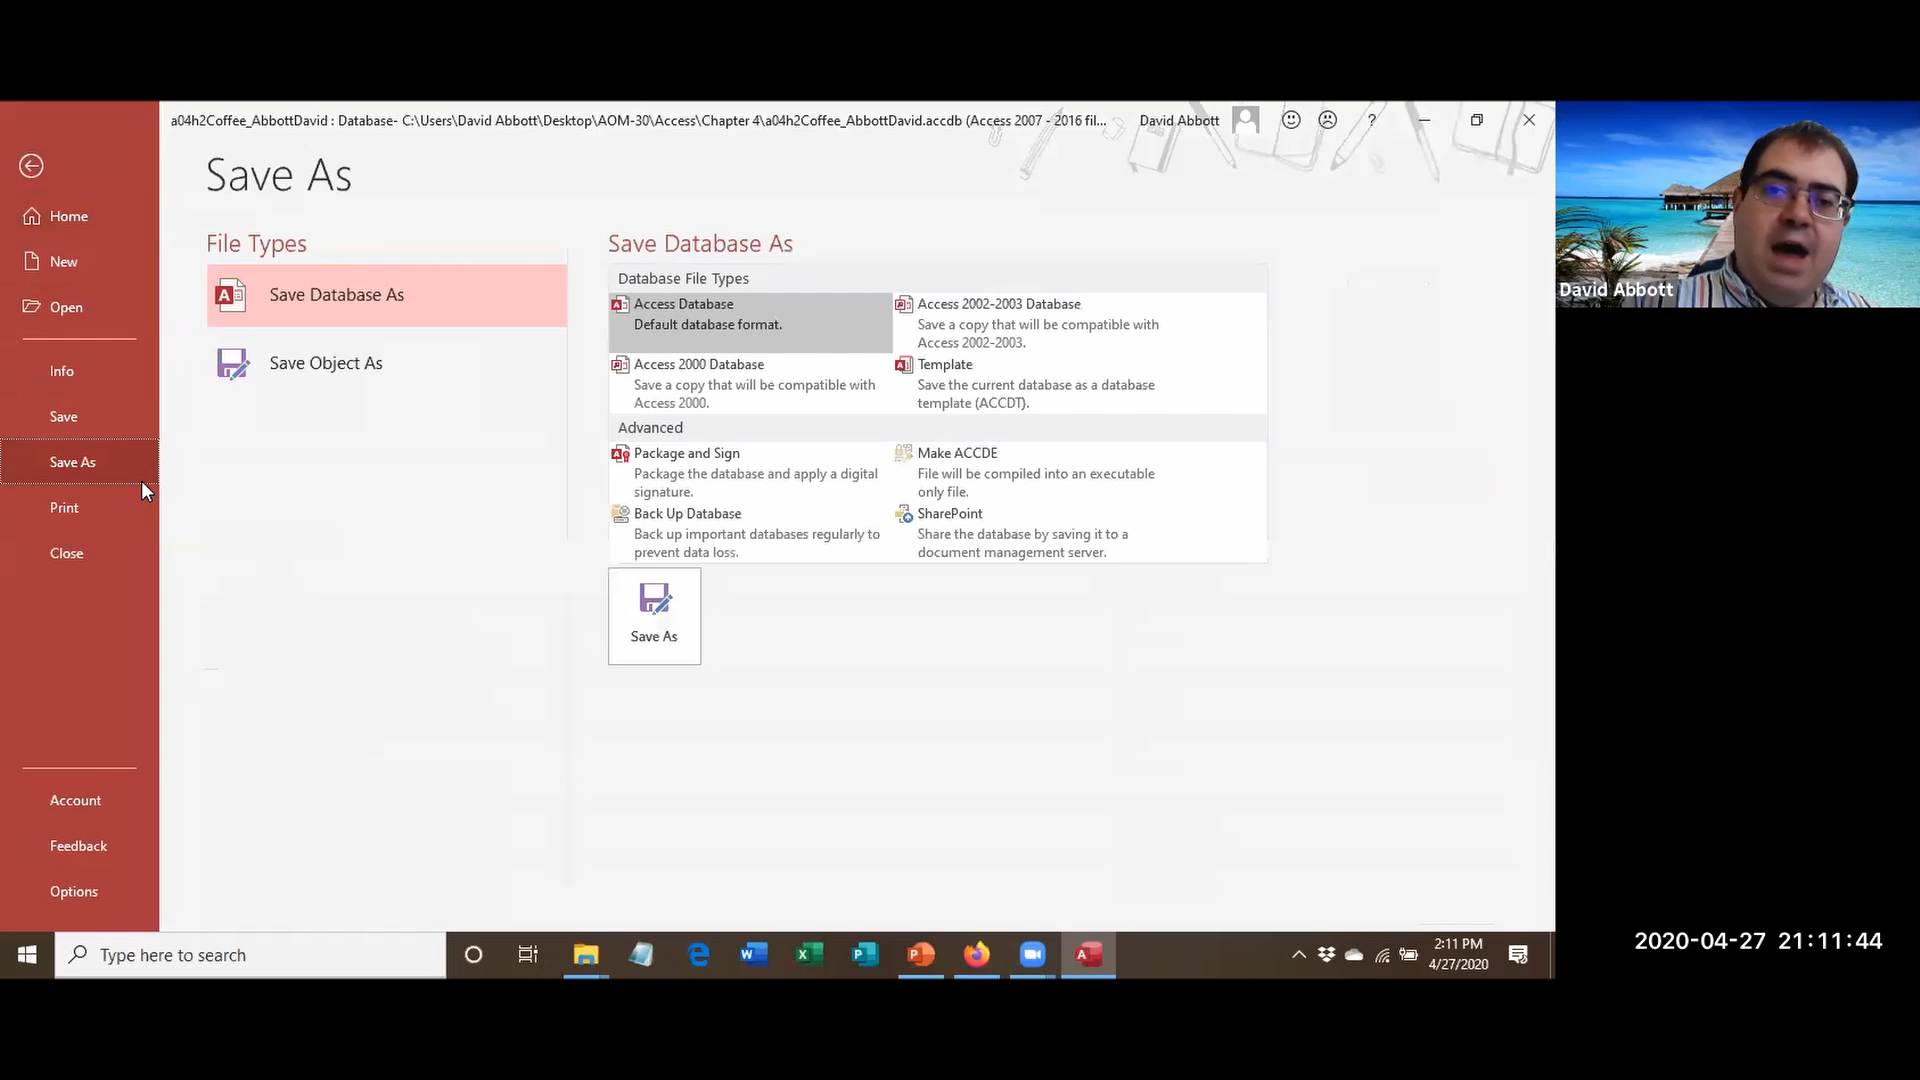 a04h2Coffee_AbbottDavid : Database- C:\Users\David Abbott\Desktop\AOM-30\Access\Chapter 4\a04h2Coffee_AbbottDavid.accdb (Access 2007 - 2016 fil...
David Abbott
?
Save As
Home
New
Open
Info
Save
Save As
Print
Close
Account
Feedback
Options
File Types
Save Database As
Save Object As
Save Database As
Database File Types
Access Database
Default database format.
Access 2002-2003 Database
Save a copy that will be compatible with
Access 2002-2003.
Access 2000 Database
Save a copy that will be compatible with
Access 2000.
Template
Save the current database as a database
template (ACCDT).
Advanced
Package and Sign
Package the database and apply a digital
signature.
Make ACCDE
File will be compiled into an executable
only file.
Back Up Database
Back up important databases regularly to
prevent data loss.
SharePoint
Share the database by saving it to a
document management server.
Save As
David Abbott
Type here to search
2:11 PM
4/27/2020
2020-04-27 21:11:44